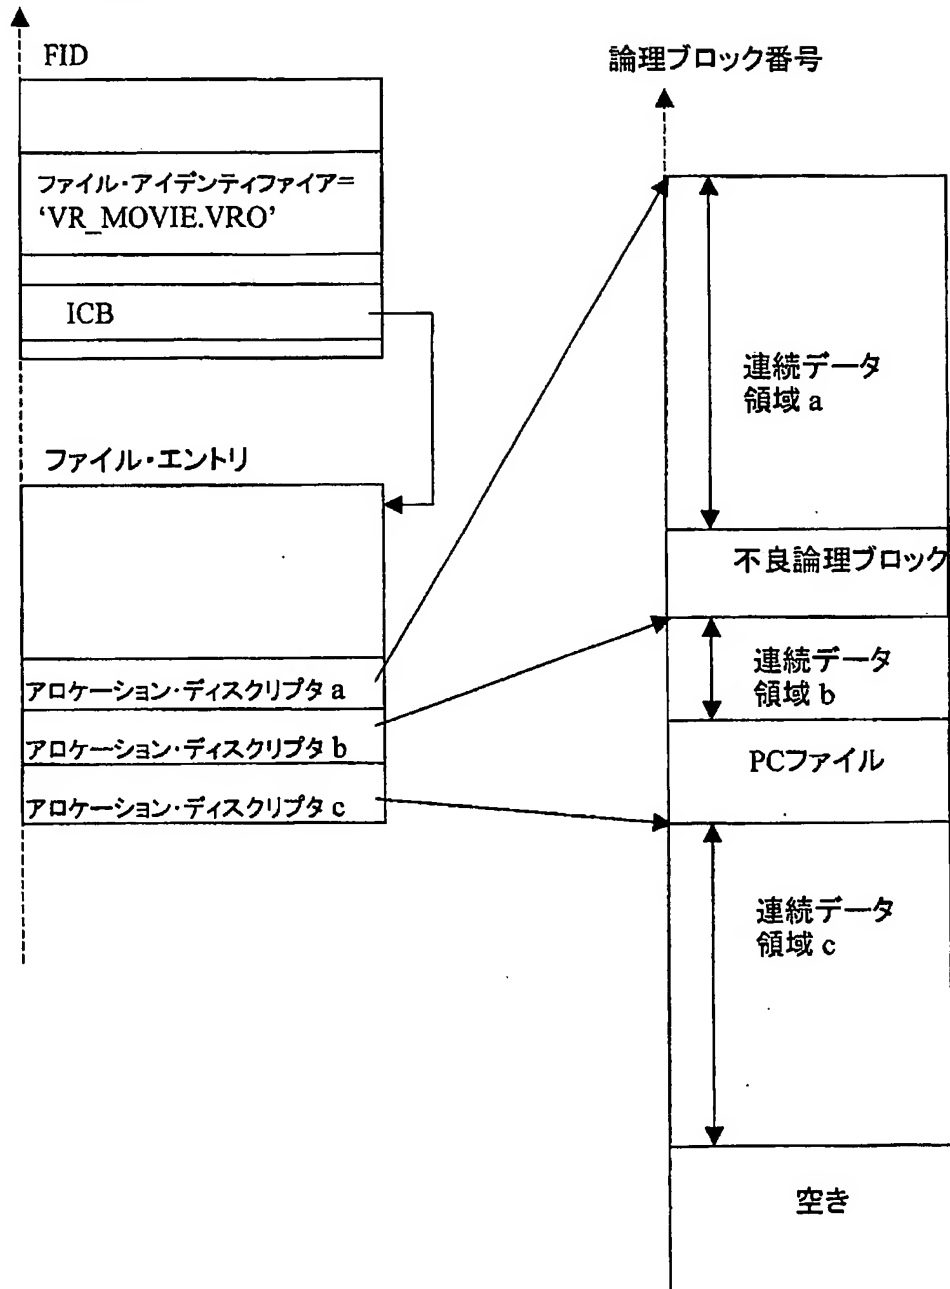 FID
ファイル・アイデンティファイア=
‘VR_MOVIE.VRO’
ICB
ファイル・エントリ
アロケーション・ディスクリプタ a
アロケーション・ディスクリプタ b
アロケーション・ディスクリプタ c
論理ブロック番号
連続データ
領域 a
不良論理ブロック
連続データ
領域 b
PCファイル
連続データ
領域 c
空き